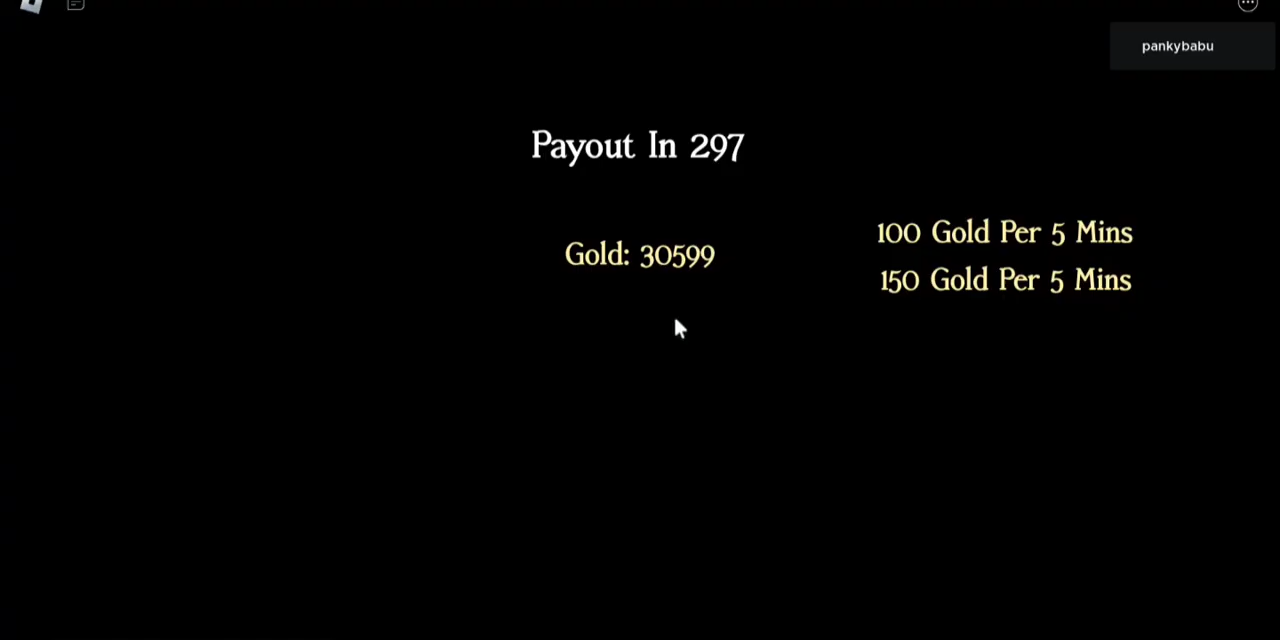 pankybabu
Payout In 297
Gold: 30599
100 Gold Per 5 Mins
150 Gold Per 5 Mins